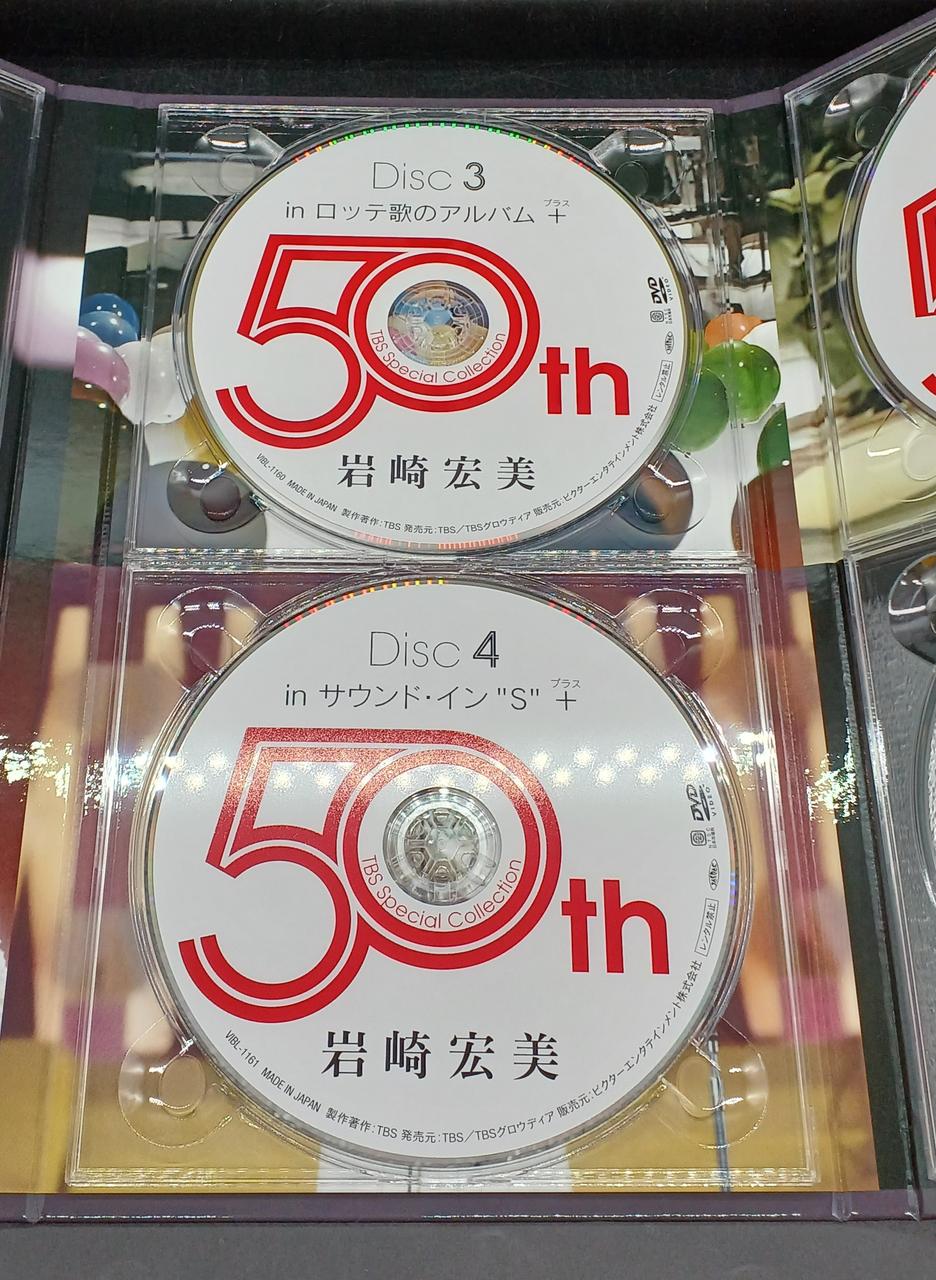 Disc 3
プラス
in ロッテ歌のアルバム +
50th
TBS Special Collection
岩崎宏美
DVD
VIDEO
レンタル禁止
VIBL-1160 MADE IN JAPAN 製作著作:TBS 発売元:TBS/TBSグロウディア 販売元:ビクターエンタテインメント株式会社
Disc 4
プラス
in サウンド・イン "S" +
50th
TBS Special Collection
岩崎宏美
DVD
VIDEO
レンタル禁止
VIBL-1161 MADE IN JAPAN 製作著作:TBS 発売元:TBS/TBSグロウディア 販売元:ビクターエンタテインメント株式会社